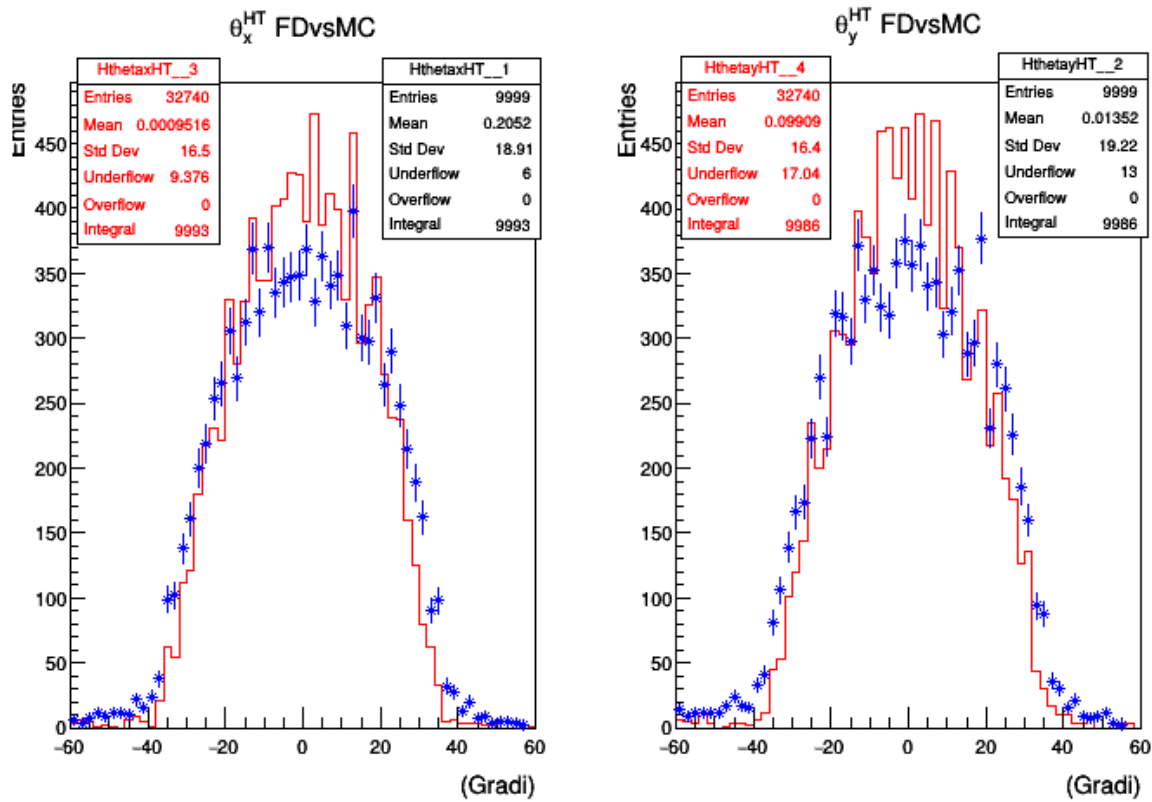 θxHT FDvsMC
HthetaxHT__3
Entries 32740
Mean 0.0009516
Std Dev 16.5
Underflow 9.376
Overflow 0
Integral 9993
HthetaxHT__1
Entries 9999
Mean 0.2052
Std Dev 18.91
Underflow 6
Overflow 0
Integral 9993
Entries
450
400
350
300
250
200
150
100
50
0
−60 −40 −20 0 20 40 60
(Gradi)
θyHT FDvsMC
HthetayHT__4
Entries 32740
Mean 0.09909
Std Dev 16.4
Underflow 17.04
Overflow 0
Integral 9986
HthetayHT__2
Entries 9999
Mean 0.01352
Std Dev 19.22
Underflow 13
Overflow 0
Integral 9986
Entries
450
400
350
300
250
200
150
100
50
0
−60 −40 −20 0 20 40 60
(Gradi)